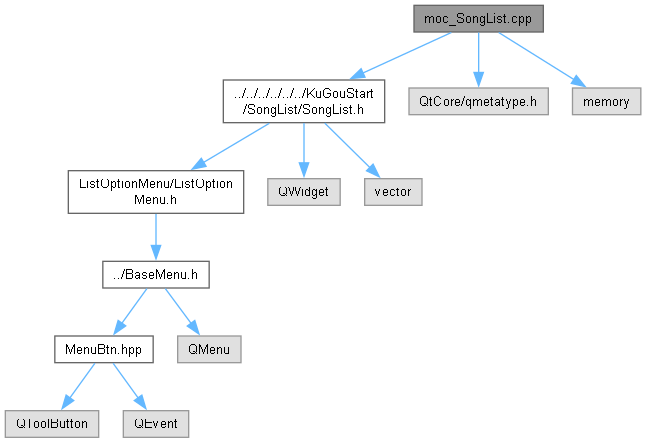 moc_SongList.cpp
../../../../../../KuGouStart
/SongList/SongList.h
QtCore/qmetatype.h
memory
ListOptionMenu/ListOption
Menu.h
QWidget
vector
../BaseMenu.h
MenuBtn.hpp
QMenu
QToolButton
QEvent